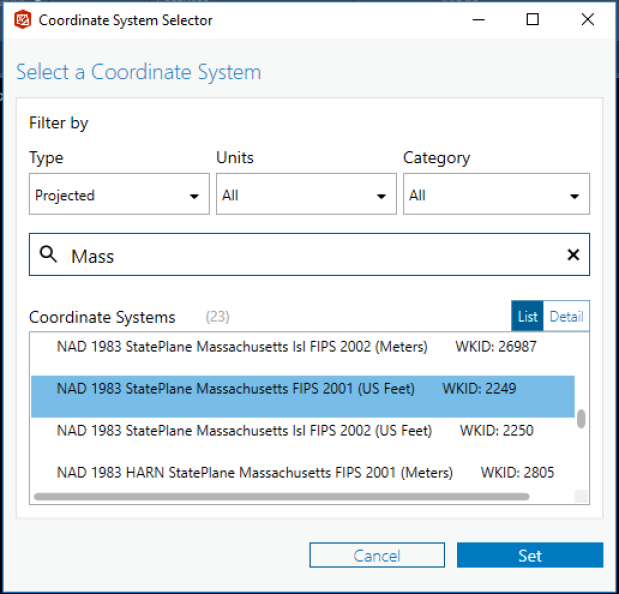 Coordinate System Selector
Select a Coordinate System
Filter by
Type Units Category
Projected All All
Mass
Coordinate Systems (23) List Detail
NAD 1983 StatePlane Massachusetts Isl FIPS 2002 (Meters) WKID: 26987
NAD 1983 StatePlane Massachusetts FIPS 2001 (US Feet) WKID: 2249
NAD 1983 StatePlane Massachusetts Isl FIPS 2002 (US Feet) WKID: 2250
NAD 1983 HARN StatePlane Massachusetts FIPS 2001 (Meters) WKID: 2805
Cancel Set